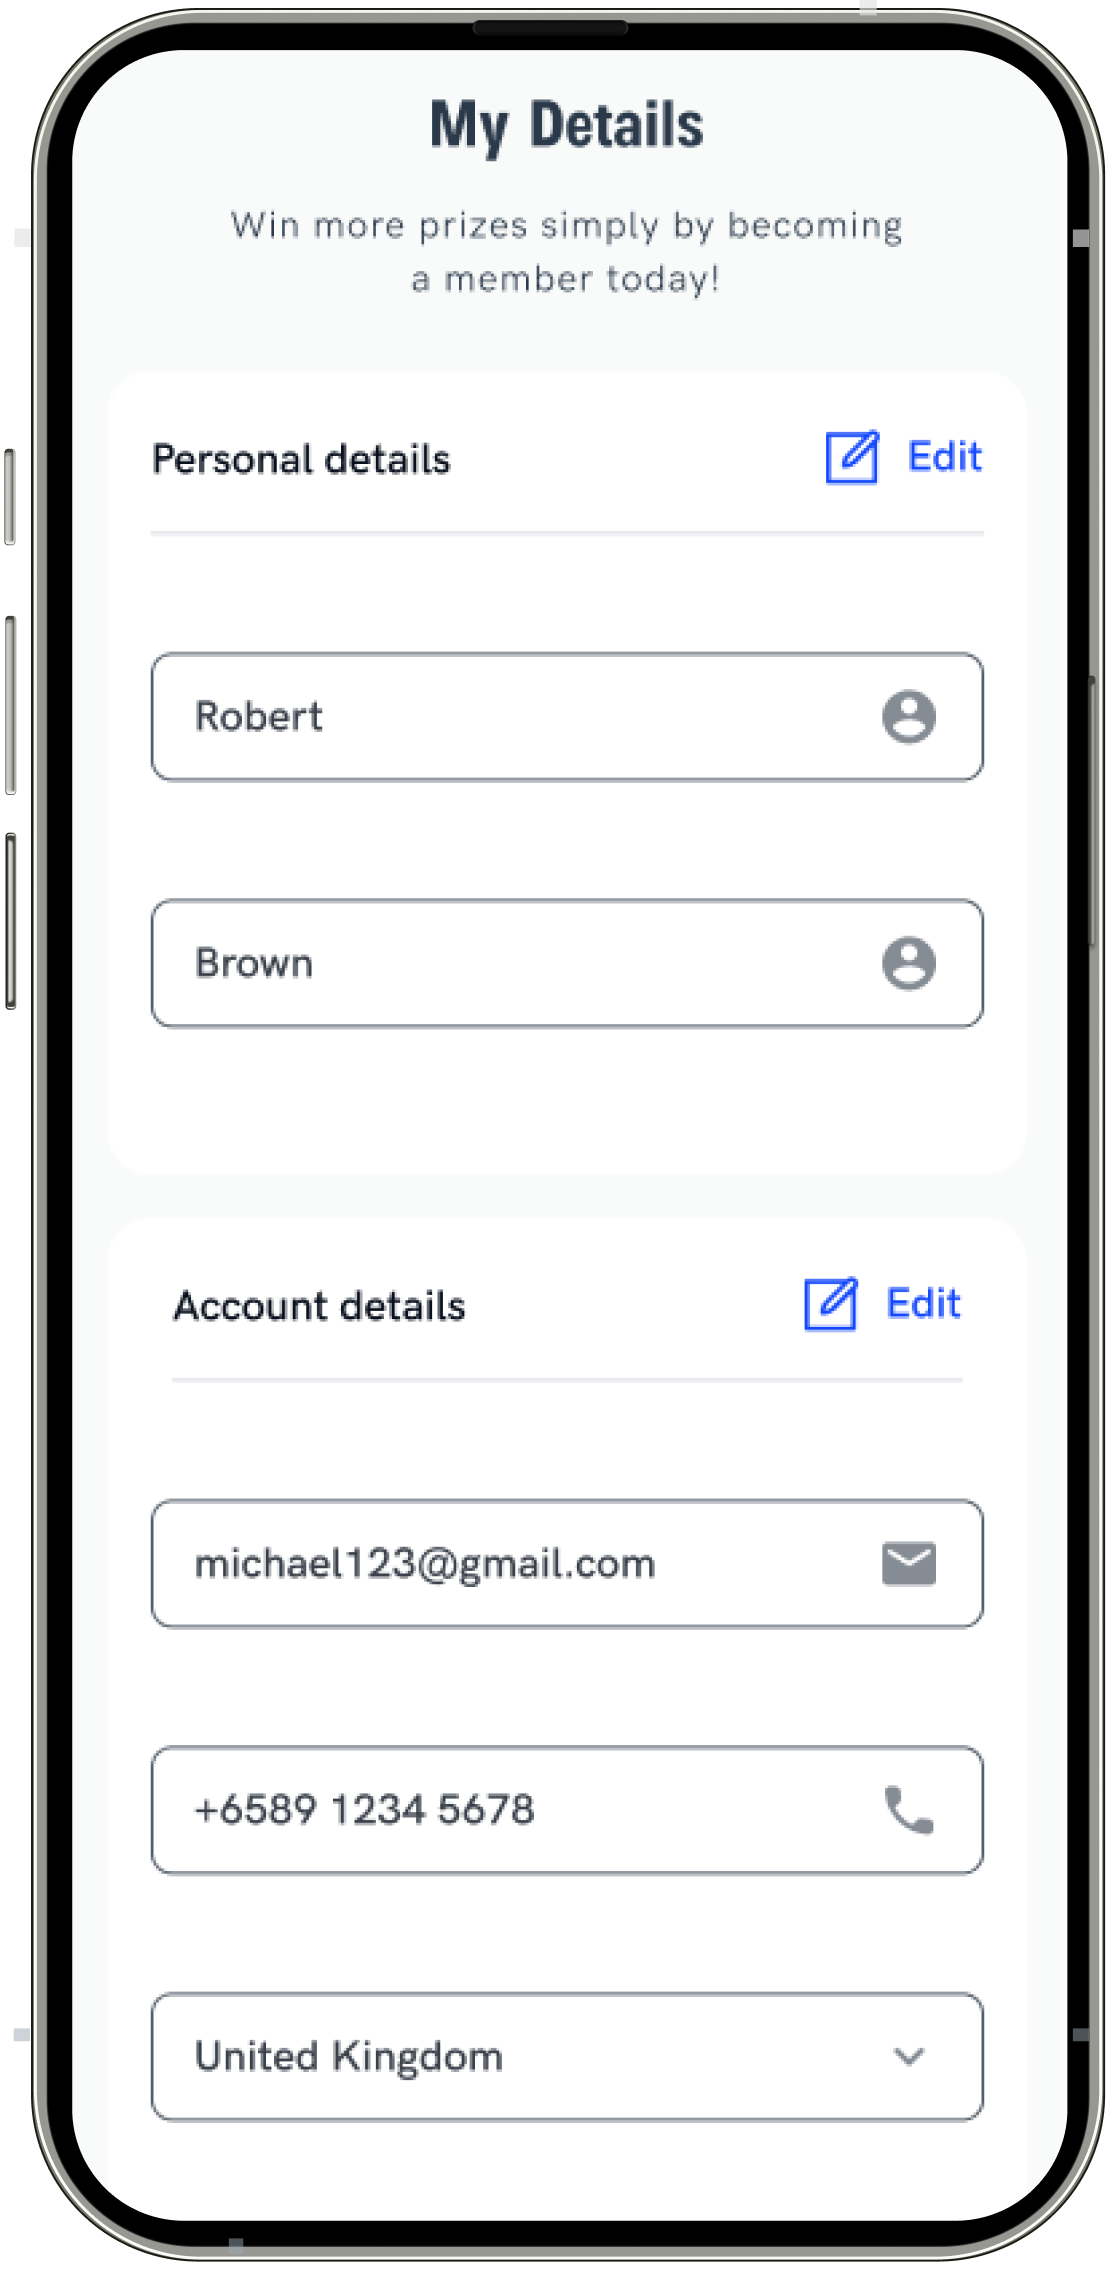 My Details
Win more prizes simply by becoming
a member today!
Personal details
Edit
Robert
Brown
Account details
Edit
michael123@gmail.com
+6589 1234 5678
United Kingdom